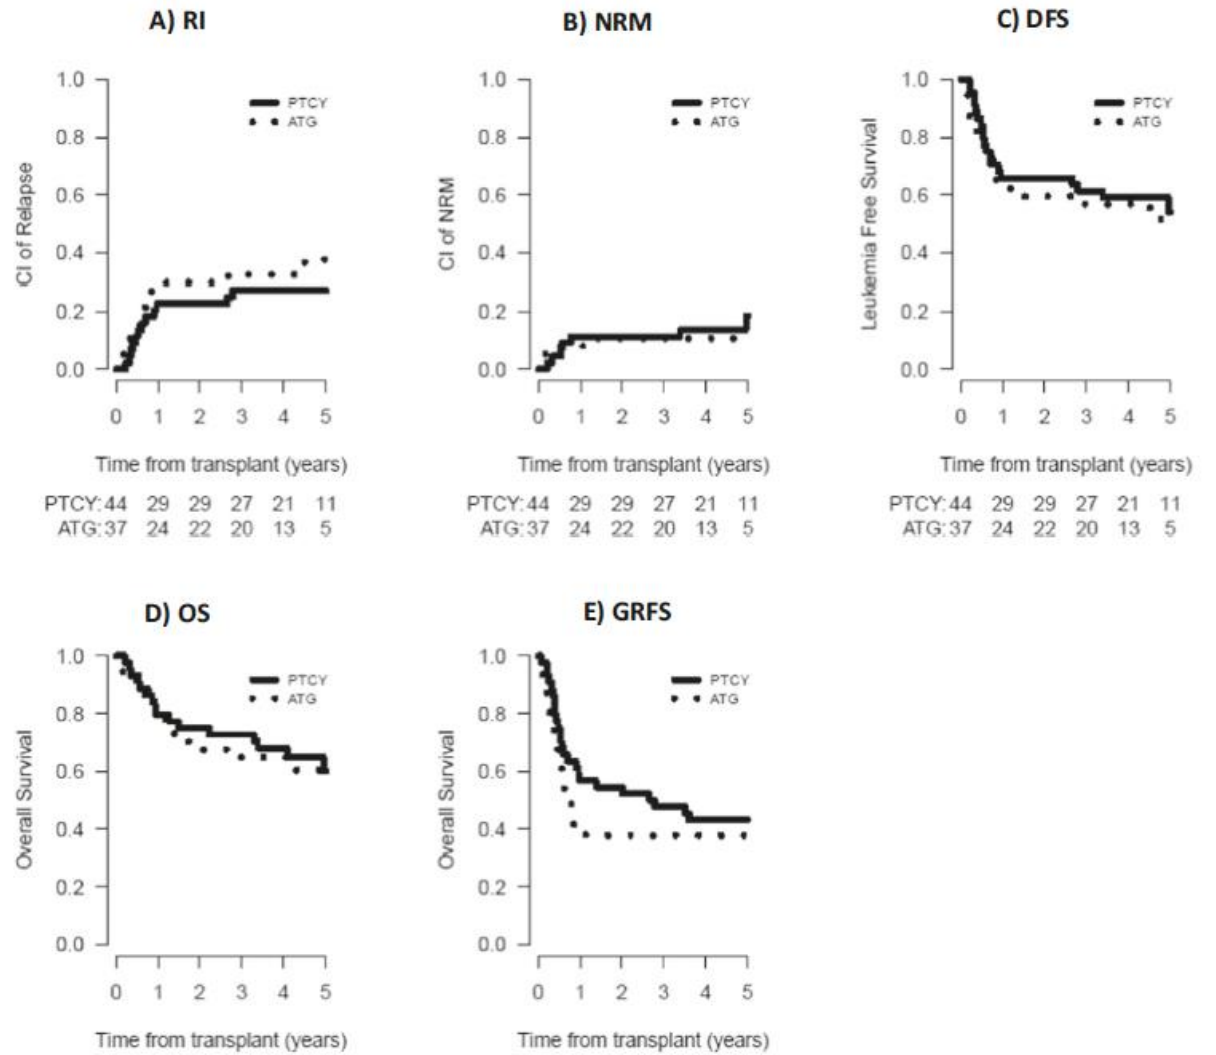 A) RI
B) NRM
C) DFS
CI of Relapse
1.0
0.8
0.6
0.4
0.2
0.0
PTCY
ATG
0 1 2 3 4 5
Time from transplant (years)
PTCY: 44 29 29 27 21 11
ATG: 37 24 22 20 13 5
CI of NRM
1.0
0.8
0.6
0.4
0.2
0.0
PTCY
ATG
0 1 2 3 4 5
Time from transplant (years)
PTCY: 44 29 29 27 21 11
ATG: 37 24 22 20 13 5
Leukemia Free Survival
1.0
0.8
0.6
0.4
0.2
0.0
PTCY
ATG
0 1 2 3 4 5
Time from transplant (years)
PTCY: 44 29 29 27 21 11
ATG: 37 24 22 20 13 5
D) OS
E) GRFS
Overall Survival
1.0
0.8
0.6
0.4
0.2
0.0
PTCY
ATG
0 1 2 3 4 5
Time from transplant (years)
Overall Survival
1.0
0.8
0.6
0.4
0.2
0.0
PTCY
ATG
0 1 2 3 4 5
Time from transplant (years)